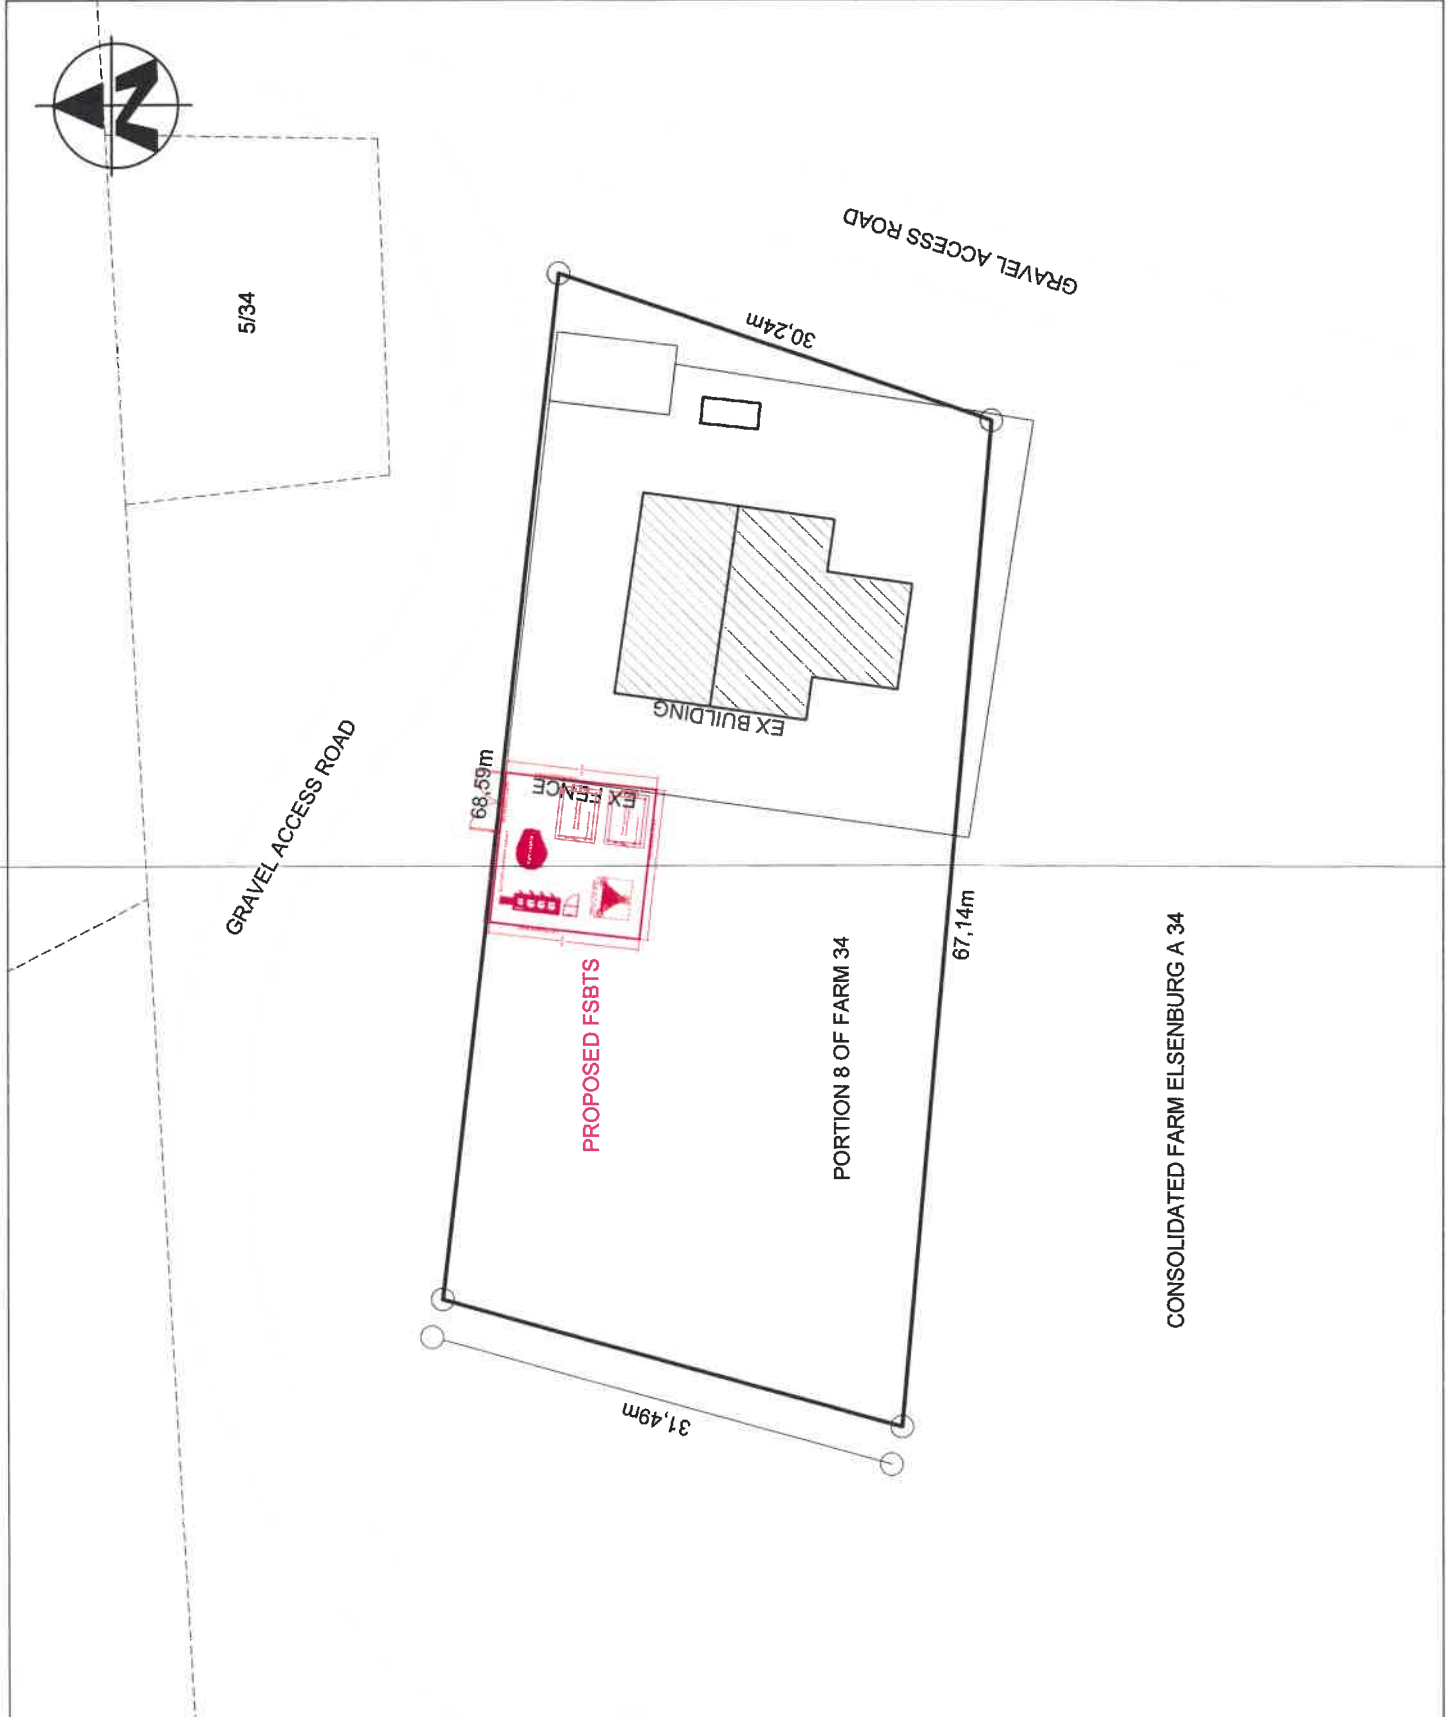 N
5/34
GRAVEL ACCESS ROAD
30,24m
GRAVEL ACCESS ROAD
EX BUILDING
68,59m
EX FENCE
PROPOSED FSBTS
PORTION 8 OF FARM 34
67,14m
CONSOLIDATED FARM ELSENBURG A 34
31,49m